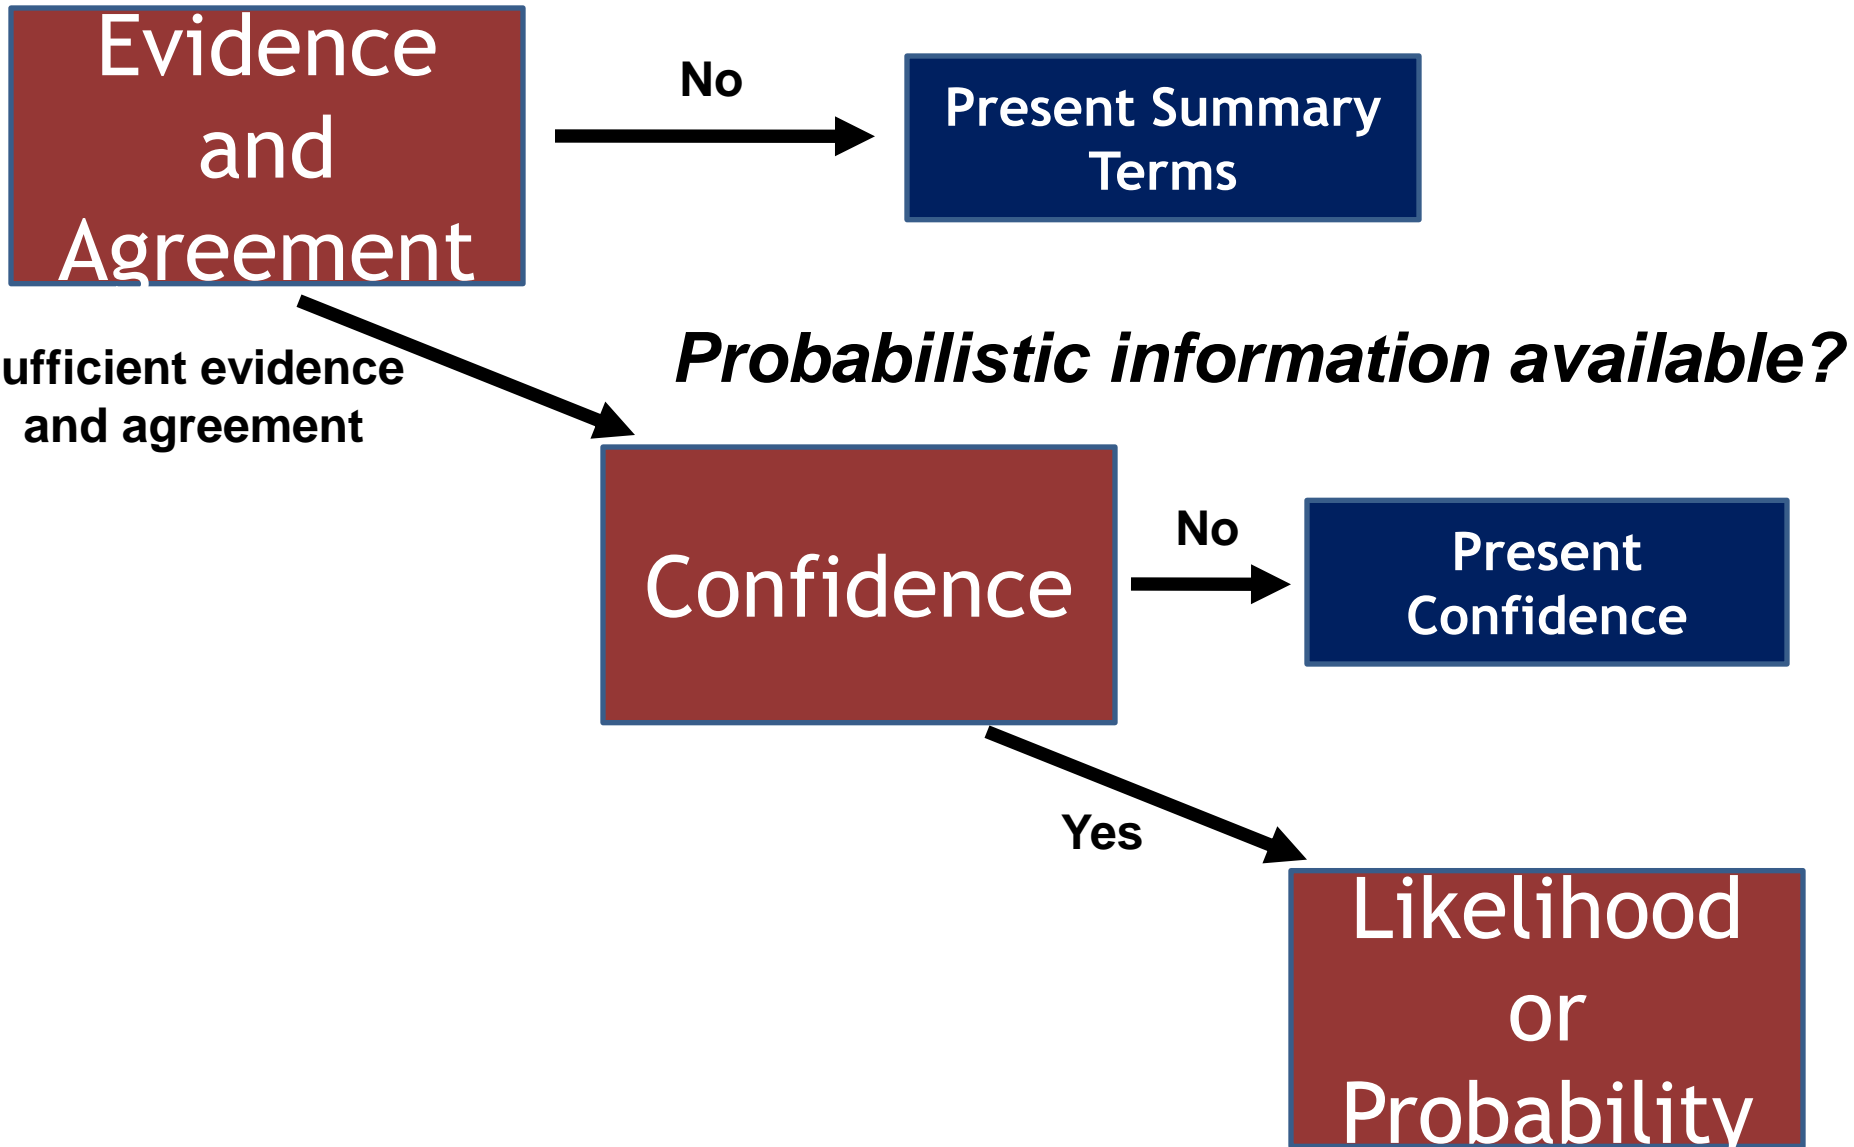 Evidence
and
Agreement
No
Present Summary
Terms
ufficient evidence
and agreement
Probabilistic information available?
Confidence
No
Present
Confidence
Yes
Likelihood
or
Probability